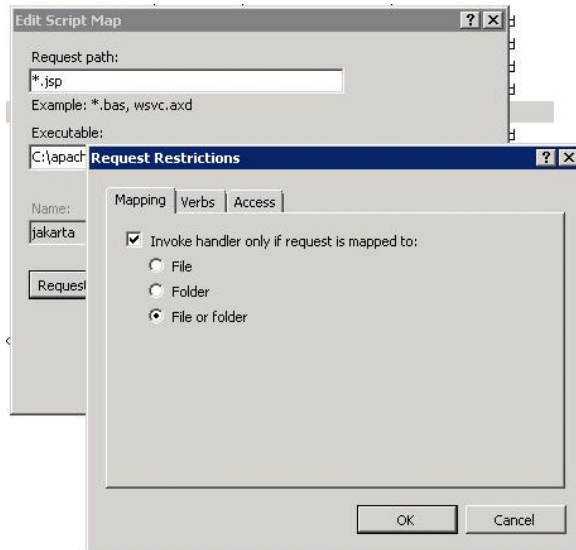 Edit Script Map
Request path:
*.jsp
Example: *.bas, wsvc.axd
Executable:
C:\apach
Request Restrictions
Name:
jakarta
Request
Mapping Verbs Access
Invoke handler only if request is mapped to:
File
Folder
File or folder
OK Cancel